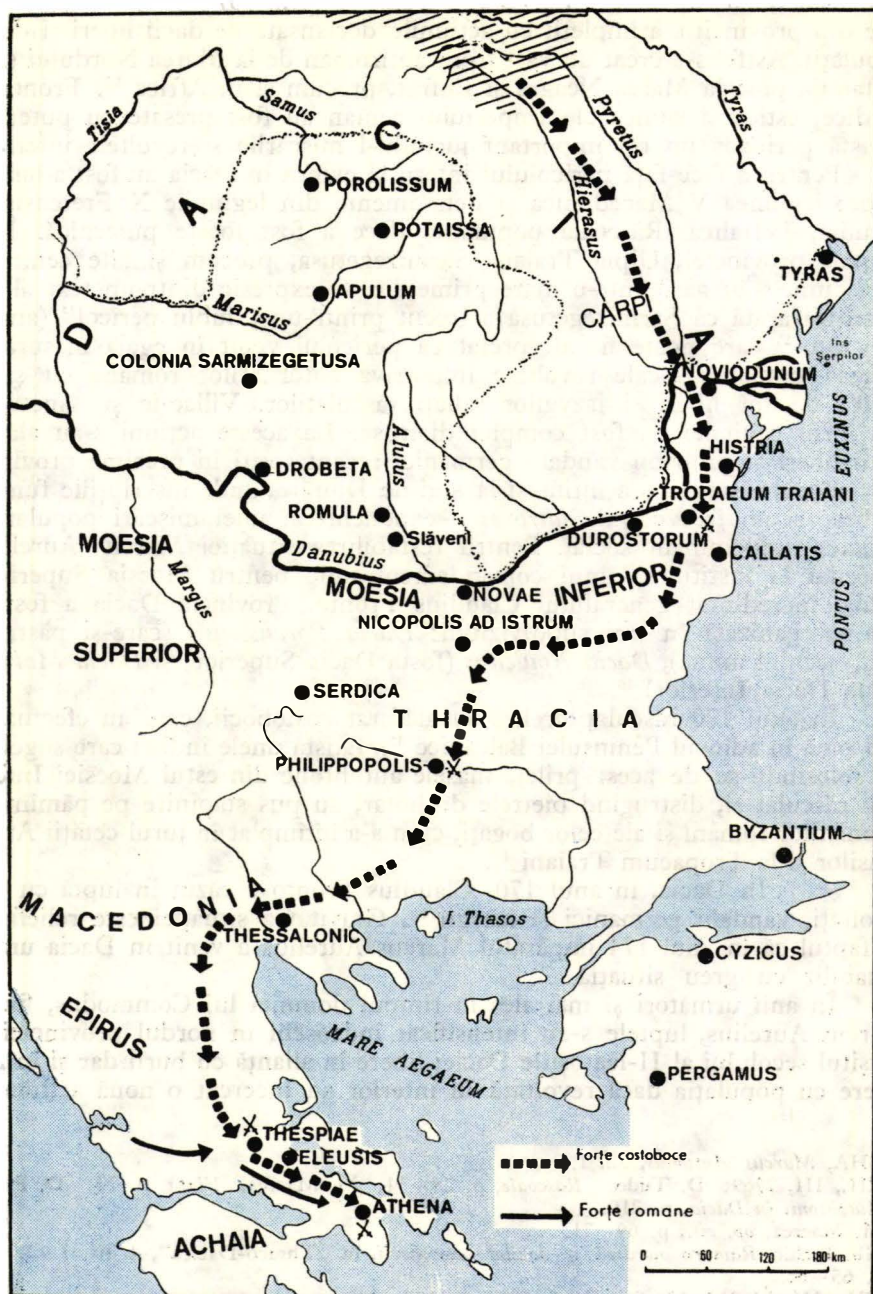 Tisia
Samus
Pyretus
Tyras
Hierasus
D A C I A
POROLISSUM
POTAISSA
TYRAS
APULUM
Marisus
CARPI
Ins
Serpilor
COLONIA SARMIZEGETUSA
NOVIODUNUM
PONTUS EUXINUS
Alutus
HISTRIA
DROBETA
TROPAEUM TRAIANI
ROMULA
Slăveni
DUROSTORUM
MOESIA
Danubius
CALLATIS
Margus
NOVAE
MOESIA INFERIOR
NICOPOLIS AD ISTRUM
SUPERIOR
SERDICA
THRACIA
PHILIPPOPOLIS
BYZANTIUM
MACEDONIA
THESSALONIC
Thasos
CYZICUS
EPIRUS
MARE AEGAEUM
PERGAMUS
THESPIAE
ELEUSIS
Forte costoboce
ATHENA
Forte romane
ACHAIA
0 60 120 180 km